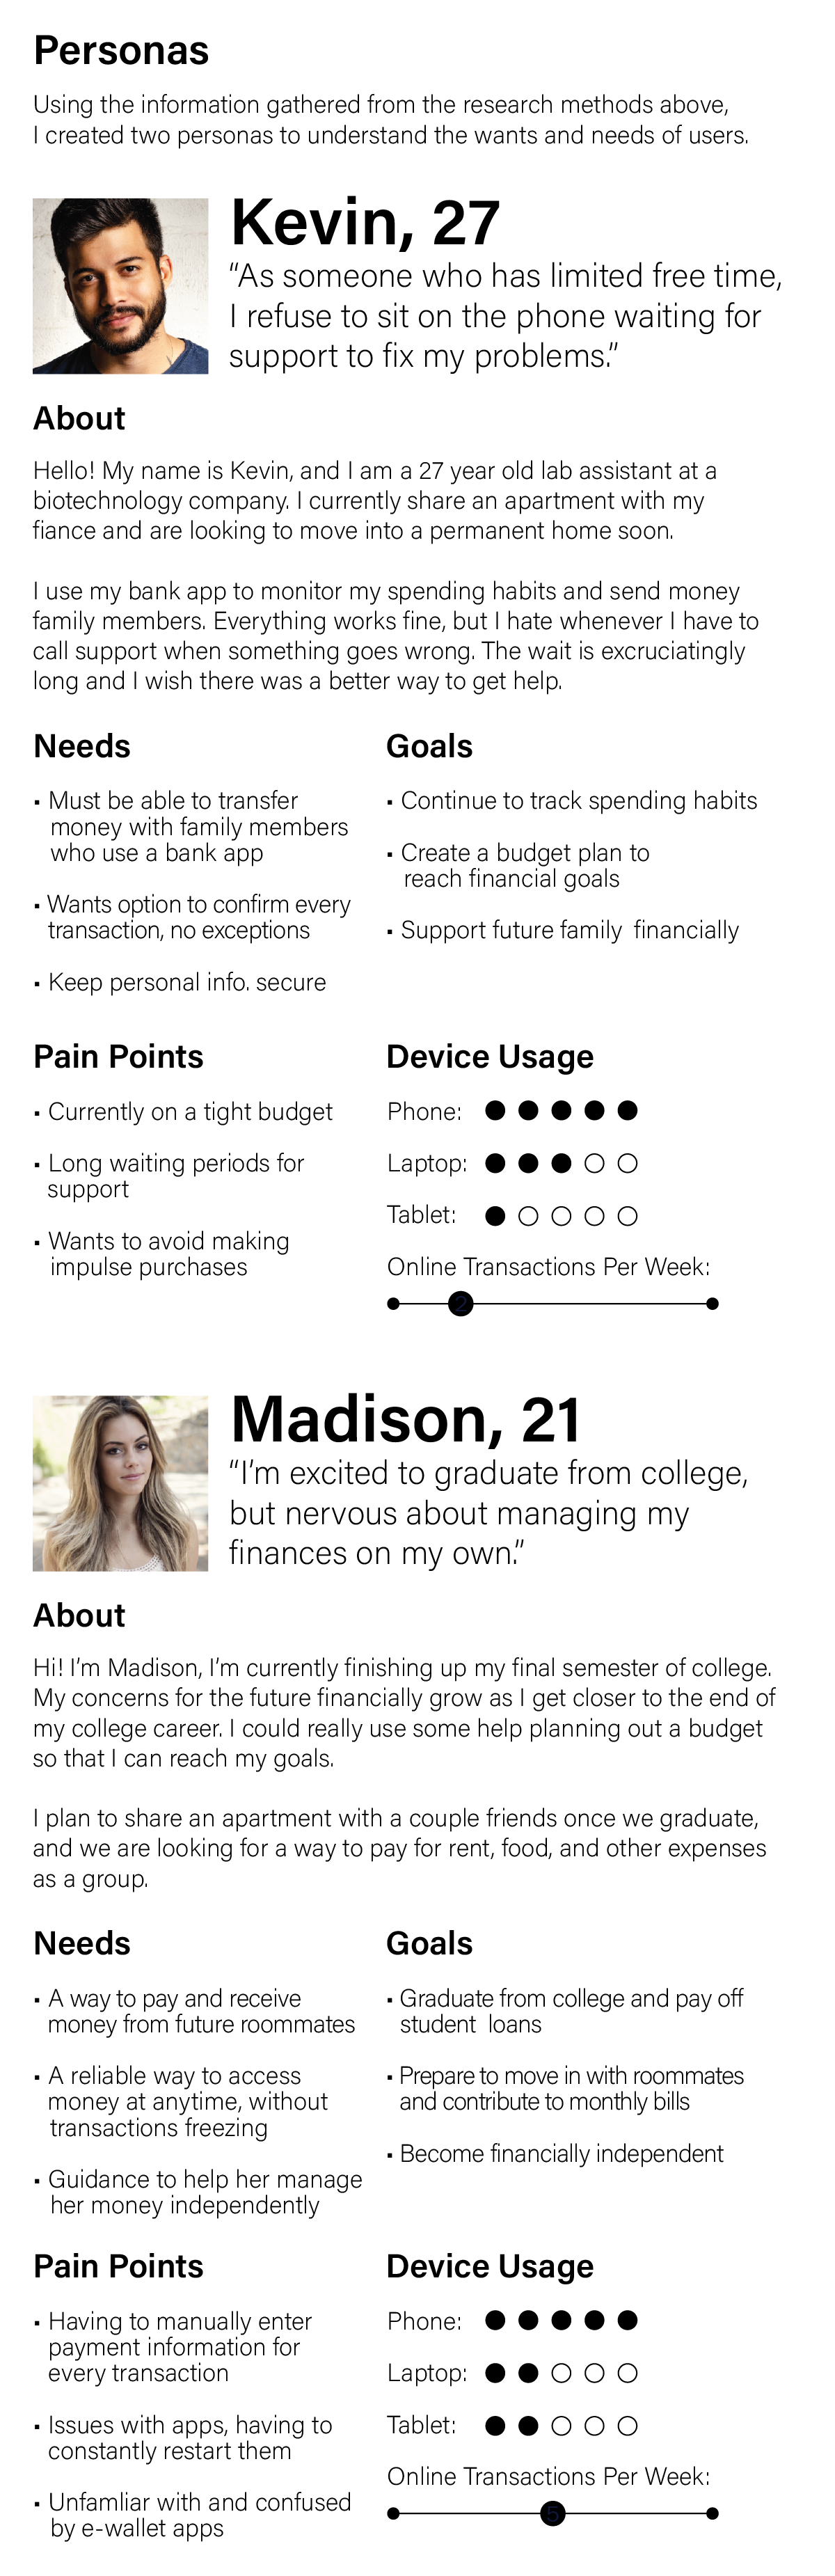 Personas
Using the information gathered from the research methods above,
I created two personas to understand the wants and needs of users.
Kevin, 27
“As someone who has limited free time,
I refuse to sit on the phone waiting for
support to fix my problems.”
About
Hello! My name is Kevin, and I am a 27 year old lab assistant at a
biotechnology company. I currently share an apartment with my
fiance and are looking to move into a permanent home soon.
I use my bank app to monitor my spending habits and send money
family members. Everything works fine, but I hate whenever I have to
call support when something goes wrong. The wait is excruciatingly
long and I wish there was a better way to get help.
Needs
▪ Must be able to transfer
money with family members
who use a bank app
▪ Wants option to confirm every
transaction, no exceptions
▪ Keep personal info. secure
Goals
▪ Continue to track spending habits
▪ Create a budget plan to
reach financial goals
▪ Support future family  financially
Pain Points
▪ Currently on a tight budget
▪ Long waiting periods for
support
▪ Wants to avoid making
impulse purchases
Device Usage
Phone:
Laptop:
Tablet:
Online Transactions Per Week:
2
Madison, 21
“I’m excited to graduate from college,
but nervous about managing my
finances on my own.”
About
Hi! I’m Madison, I’m currently finishing up my final semester of college.
My concerns for the future financially grow as I get closer to the end of
my college career. I could really use some help planning out a budget
so that I can reach my goals.
I plan to share an apartment with a couple friends once we graduate,
and we are looking for a way to pay for rent, food, and other expenses
as a group.
Needs
▪ A way to pay and receive
money from future roommates
▪ A reliable way to access
money at anytime, without
transactions freezing
▪ Guidance to help her manage
her money independently
Goals
▪ Graduate from college and pay off
student  loans
▪ Prepare to move in with roommates
and contribute to monthly bills
▪ Become financially independent
Pain Points
▪ Having to manually enter
payment information for
every transaction
▪ Issues with apps, having to
constantly restart them
▪ Unfamliar with and confused
by e-wallet apps
Device Usage
Phone:
Laptop:
Tablet:
Online Transactions Per Week:
5